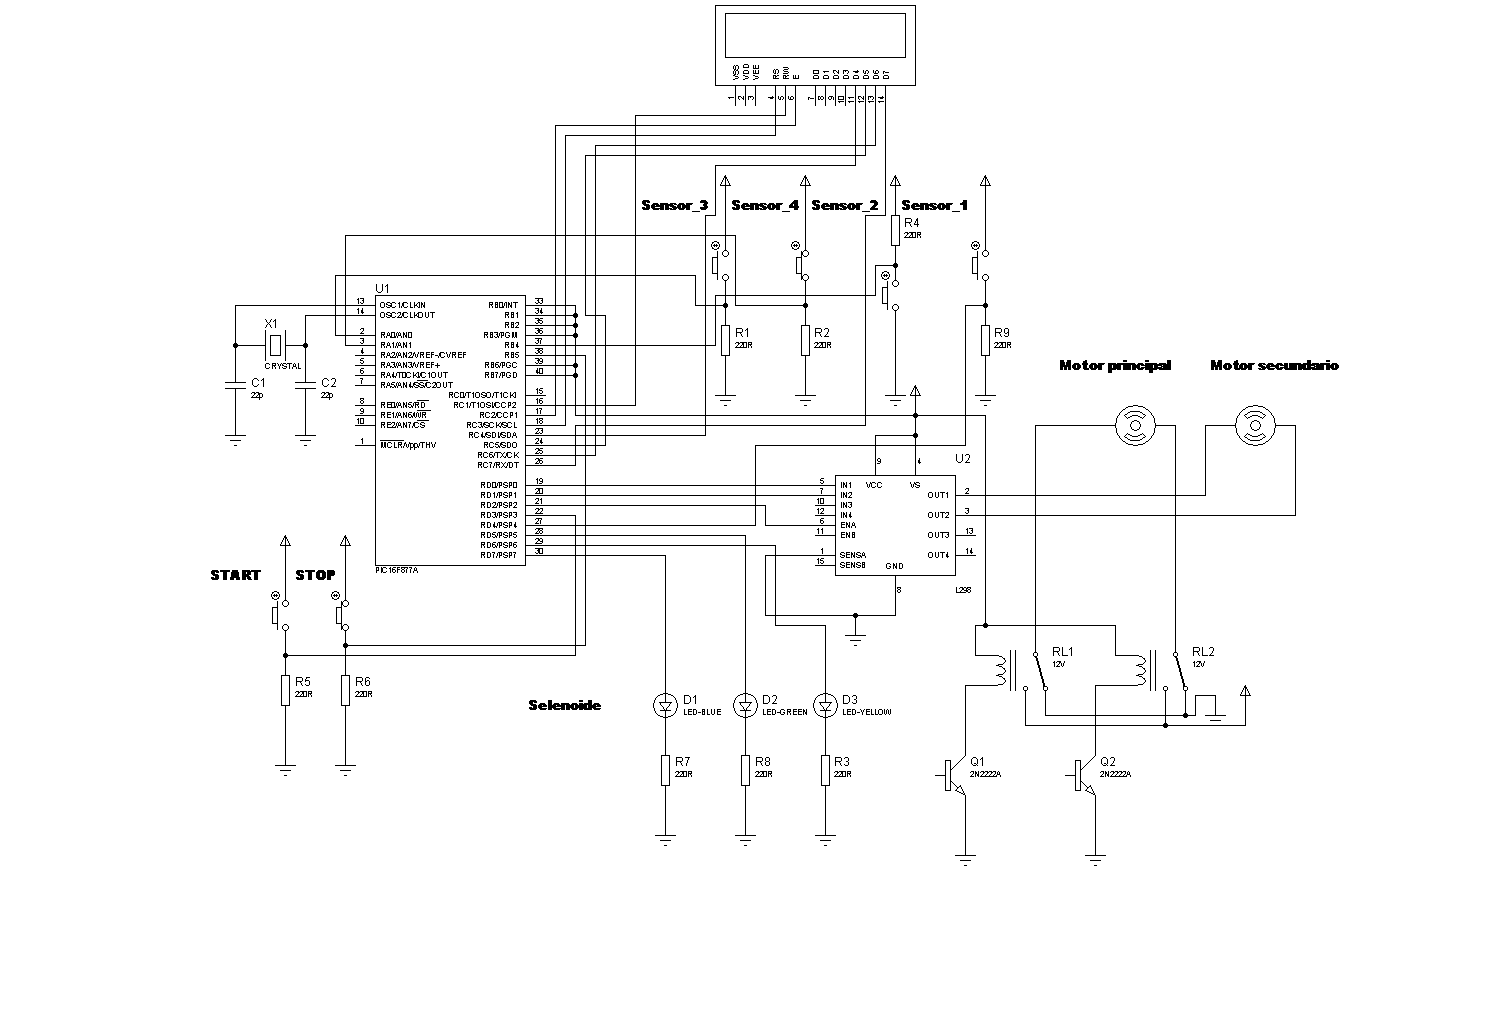 VSS VDD VEE RS RW E D0 D1 D2 D3 D4 D5 D6 D7
1 2 3 4 5 6 7 8 9 10 11 12 13 14
Sensor_3 Sensor_4 Sensor_2 Sensor_1
R4
220R
U1
13 OSC1/CLKIN
14 OSC2/CLKOUT
2 RA0/AN0
3 RA1/AN1
4 RA2/AN2/VREF-/CVREF
5 RA3/AN3/VREF+
6 RA4/T0CKI/C1OUT
7 RA5/AN4/SS/C2OUT
8 RE0/AN5/RD
9 RE1/AN6/WR
10 RE2/AN7/CS
1 MCLR/Vpp/THV
RB0/INT 33
RB1 34
RB2 35
RB3/PGM 36
RB4 37
RB5 38
RB6/PGC 39
RB7/PGD 40
RC0/T1OSO/T1CKI 15
RC1/T1OSI/CCP2 16
RC2/CCP1 17
RC3/SCK/SCL 18
RC4/SDI/SDA 23
RC5/SDO 24
RC6/TX/CK 25
RC7/RX/DT 26
RD0/PSP0 19
RD1/PSP1 20
RD2/PSP2 21
RD3/PSP3 22
RD4/PSP4 27
RD5/PSP5 28
RD6/PSP6 29
RD7/PSP7 30
PIC16F877A
X1
CRYSTAL
C1
22p
C2
22p
R1
220R
R2
220R
R9
220R
Motor principal
Motor secundario
U2
9 4
VCC VS
5 IN1
7 IN2
10 IN3
12 IN4
6 ENA
11 ENB
1 SENSA
15 SENSB
OUT1 2
OUT2 3
OUT3 13
OUT4 14
GND
8
L298
START STOP
R5
220R
R6
220R
Selenoide
D1
LED-BLUE
D2
LED-GREEN
D3
LED-YELLOW
R7
220R
R8
220R
R3
220R
RL1
12V
RL2
12V
Q1
2N2222A
Q2
2N2222A